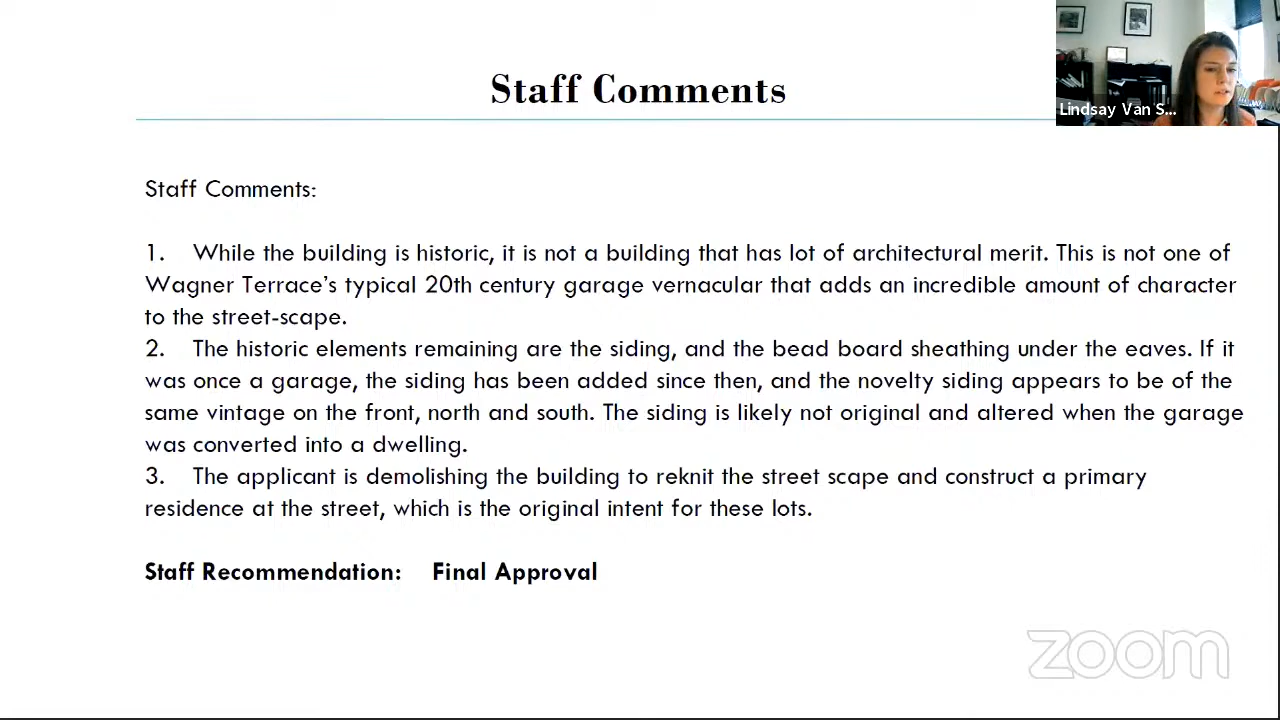 Staff Comments
Lindsay Van S...
Staff Comments:
1. While the building is historic, it is not a building that has lot of architectural merit. This is not one of
Wagner Terrace's typical 20th century garage vernacular that adds an incredible amount of character
to the street-scape.
2. The historic elements remaining are the siding, and the bead board sheathing under the eaves. If it
was once a garage, the siding has been added since then, and the novelty siding appears to be of the
same vintage on the front, north and south. The siding is likely not original and altered when the garage
was converted into a dwelling.
3. The applicant is demolishing the building to reknit the street scape and construct a primary
residence at the street, which is the original intent for these lots.
Staff Recommendation: Final Approval
zoom